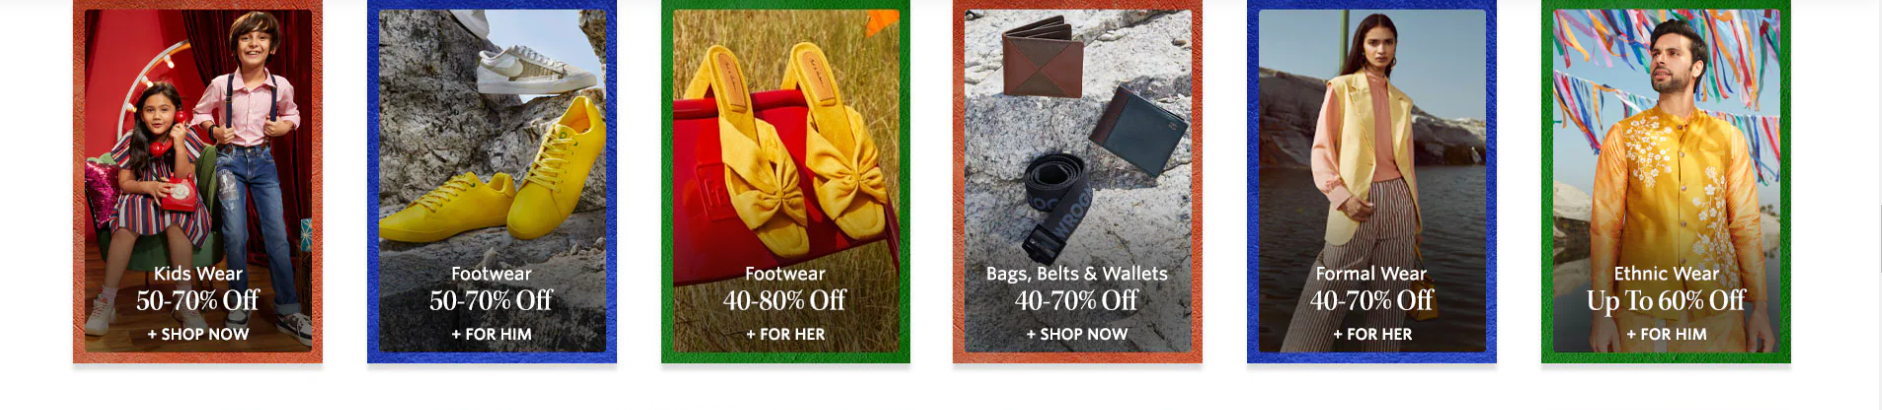 Kids Wear
50-70% Off
+ SHOP NOW
Footwear
50-70% Off
+ FOR HIM
Footwear
40-80% Off
+ FOR HER
Bags, Belts & Wallets
40-70% Off
+ SHOP NOW
Formal Wear
40-70% Off
+ FOR HER
Ethnic Wear
Up To 60% Off
+ FOR HIM